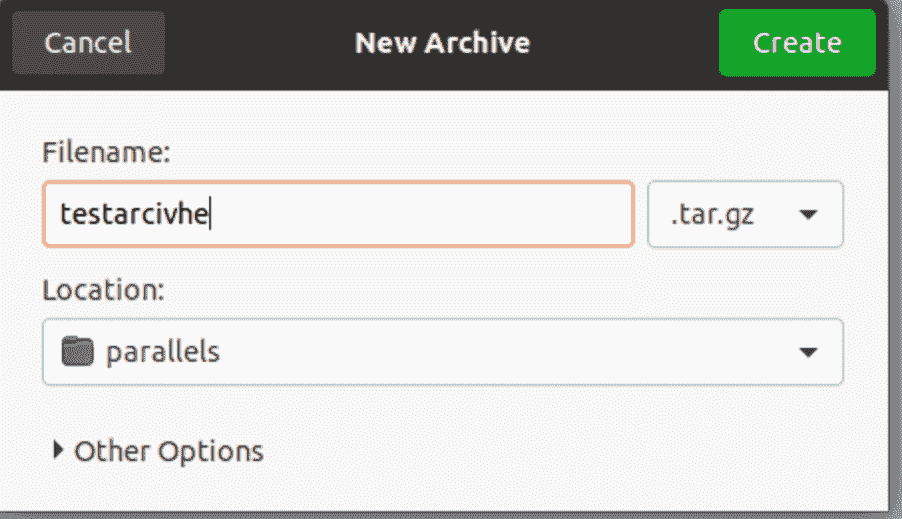 Cancel New Archive Create
Filename:
testarcivhe .tar.gz
Location:
parallels
Other Options